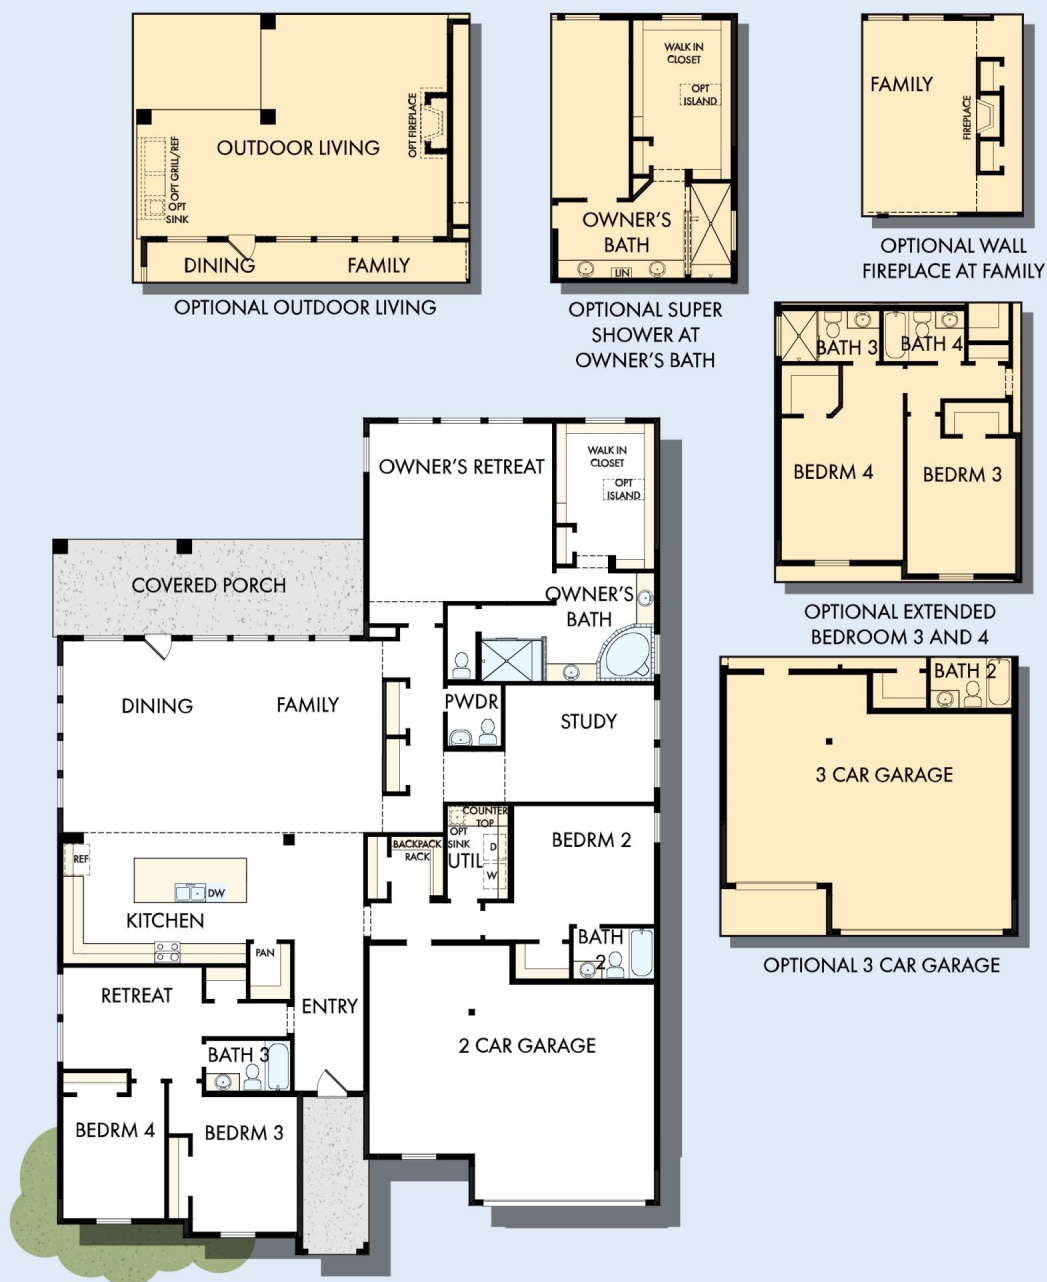 OUTDOOR LIVING
OPT FIREPLACE
OPT GRILL/REF
OPT
SINK
DINING
FAMILY
OPTIONAL OUTDOOR LIVING
WALK IN
CLOSET
OPT
ISLAND
OWNER'S
BATH
LIN
OPTIONAL SUPER
SHOWER AT
OWNER'S BATH
FAMILY
FIREPLACE
OPTIONAL WALL
FIREPLACE AT FAMILY
BATH 3
BATH 4
BEDRM 4
BEDRM 3
OPTIONAL EXTENDED
BEDROOM 3 AND 4
BATH 2
3 CAR GARAGE
OPTIONAL 3 CAR GARAGE
OWNER'S RETREAT
WALK IN
CLOSET
OPT
ISLAND
COVERED PORCH
OWNER'S
BATH
DINING
FAMILY
PWDR
STUDY
COUNTER
TOP
OPT
SINK
UTIL
D
W
BACKPACK
RACK
BEDRM 2
REF
DW
KITCHEN
PAN
BATH
2
RETREAT
ENTRY
2 CAR GARAGE
BATH 3
BEDRM 4
BEDRM 3